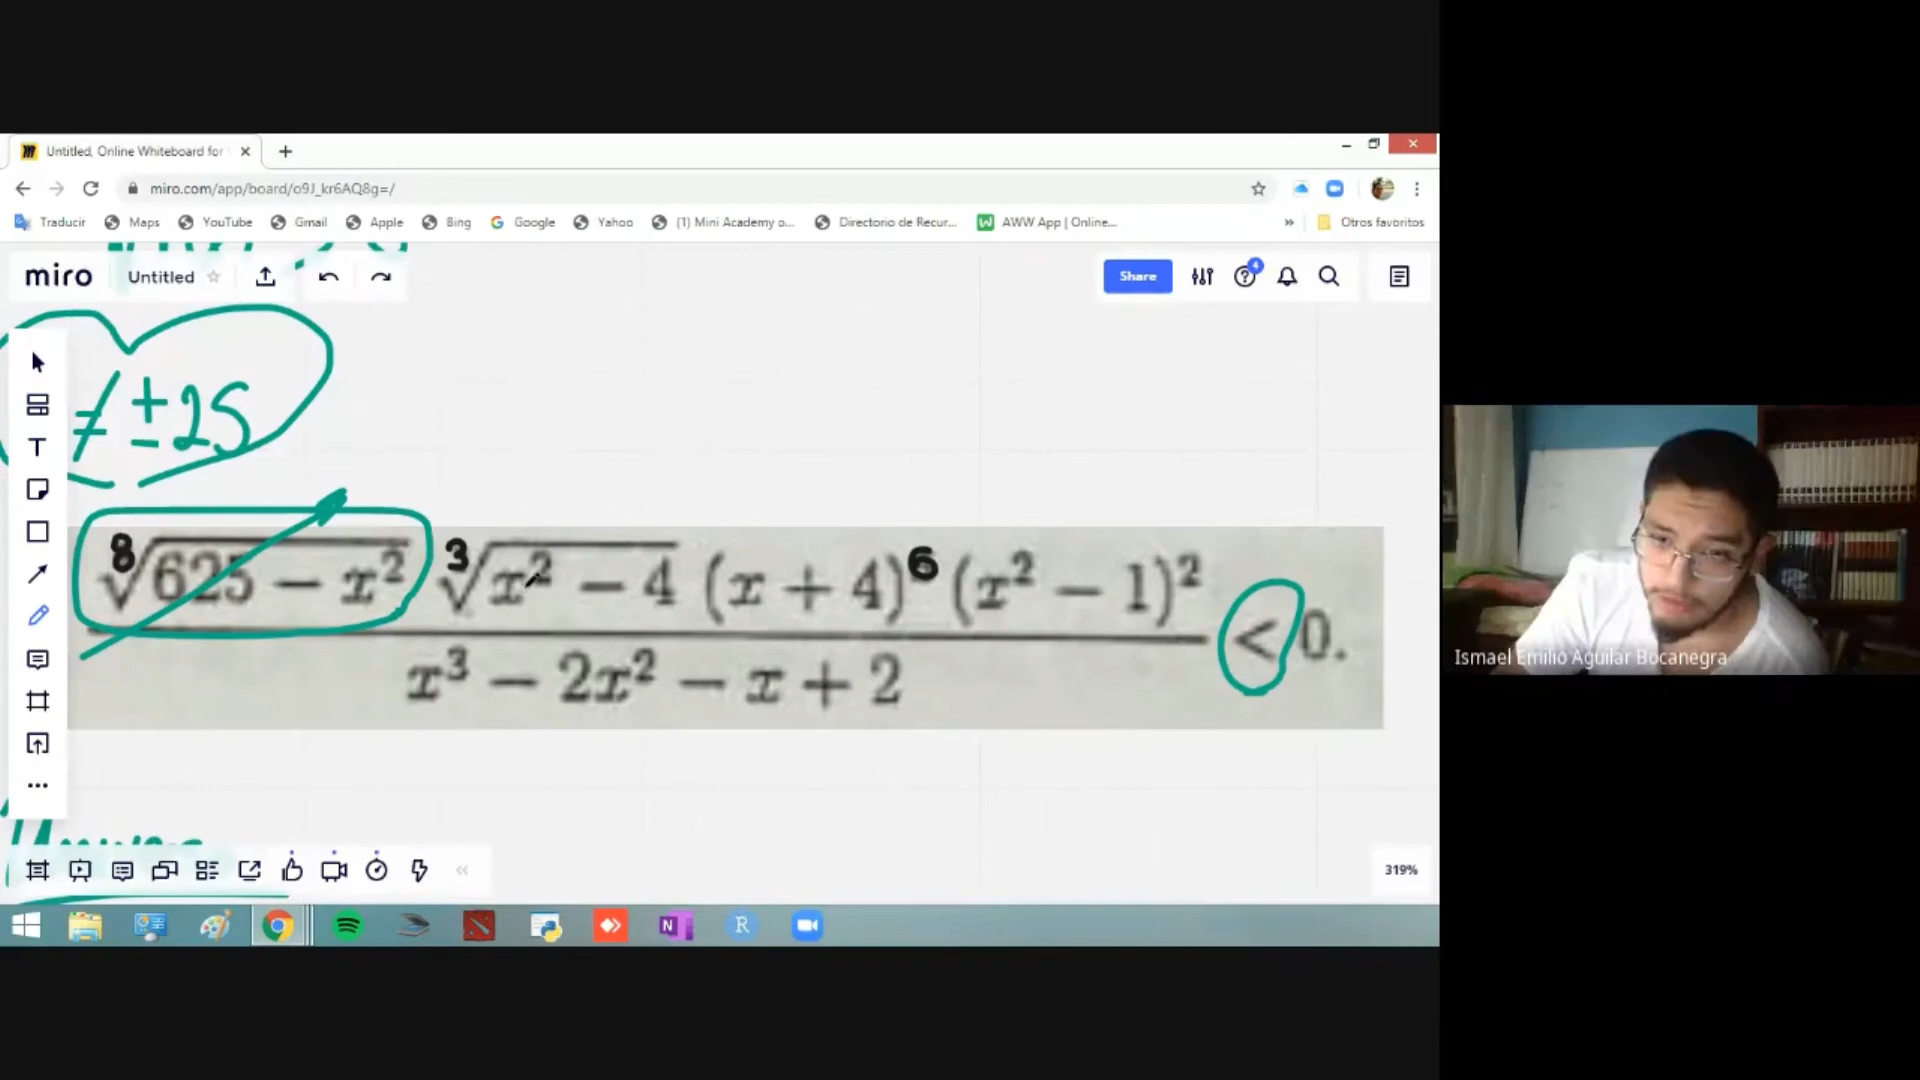 Untitled, Online Whiteboard for
miro.com/app/board/o9J_kr6AQ8g=/
Traducir Maps YouTube Gmail Apple Bing Google Yahoo (1) Mini Academy o... Directorio de Recur... AWW App | Online... » Otros favoritos
miro Untitled Share 4
≠ ±25
T
⁸√(625 − x²) ³√(x² − 4) (x + 4)⁶ (x² − 1)²
< 0.
x³ − 2x² − x + 2
Ismael Emilio Aguilar Bocanegra
319%
N R